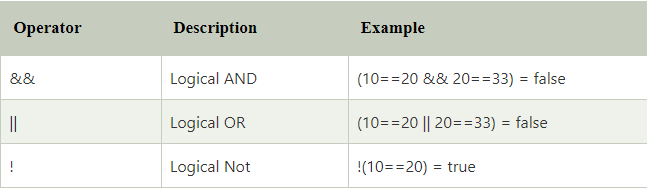 Operator Description Example
&& Logical AND (10==20 && 20==33) = false
|| Logical OR (10==20 || 20==33) = false
! Logical Not !(10==20) = true